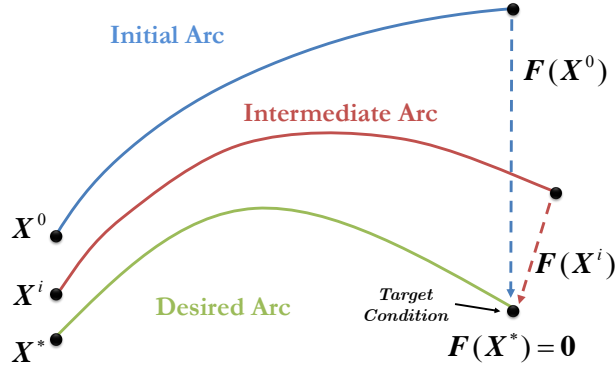 Initial Arc
F(X⁰)
Intermediate Arc
X⁰
F(Xⁱ)
Xⁱ
Desired Arc
Target
Condition
X*
F(X*) = 0